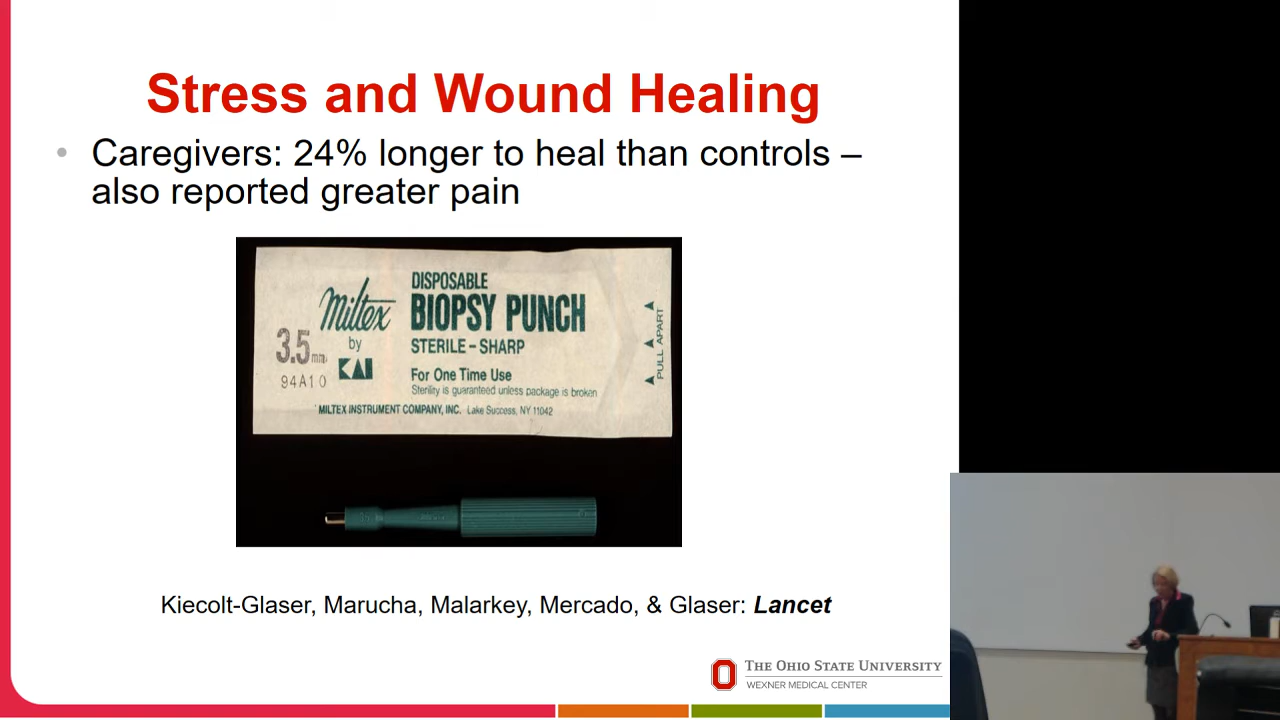 Stress and Wound Healing
• Caregivers: 24% longer to heal than controls –
also reported greater pain
Miltex
by
KAI
3.5mm
94A10
DISPOSABLE
BIOPSY PUNCH
STERILE – SHARP
For One Time Use
Sterility is guaranteed unless package is broken
MILTEX INSTRUMENT COMPANY, INC. Lake Success, NY 11042
PULL APART
Kiecolt-Glaser, Marucha, Malarkey, Mercado, & Glaser: Lancet
THE OHIO STATE UNIVERSITY
WEXNER MEDICAL CENTER